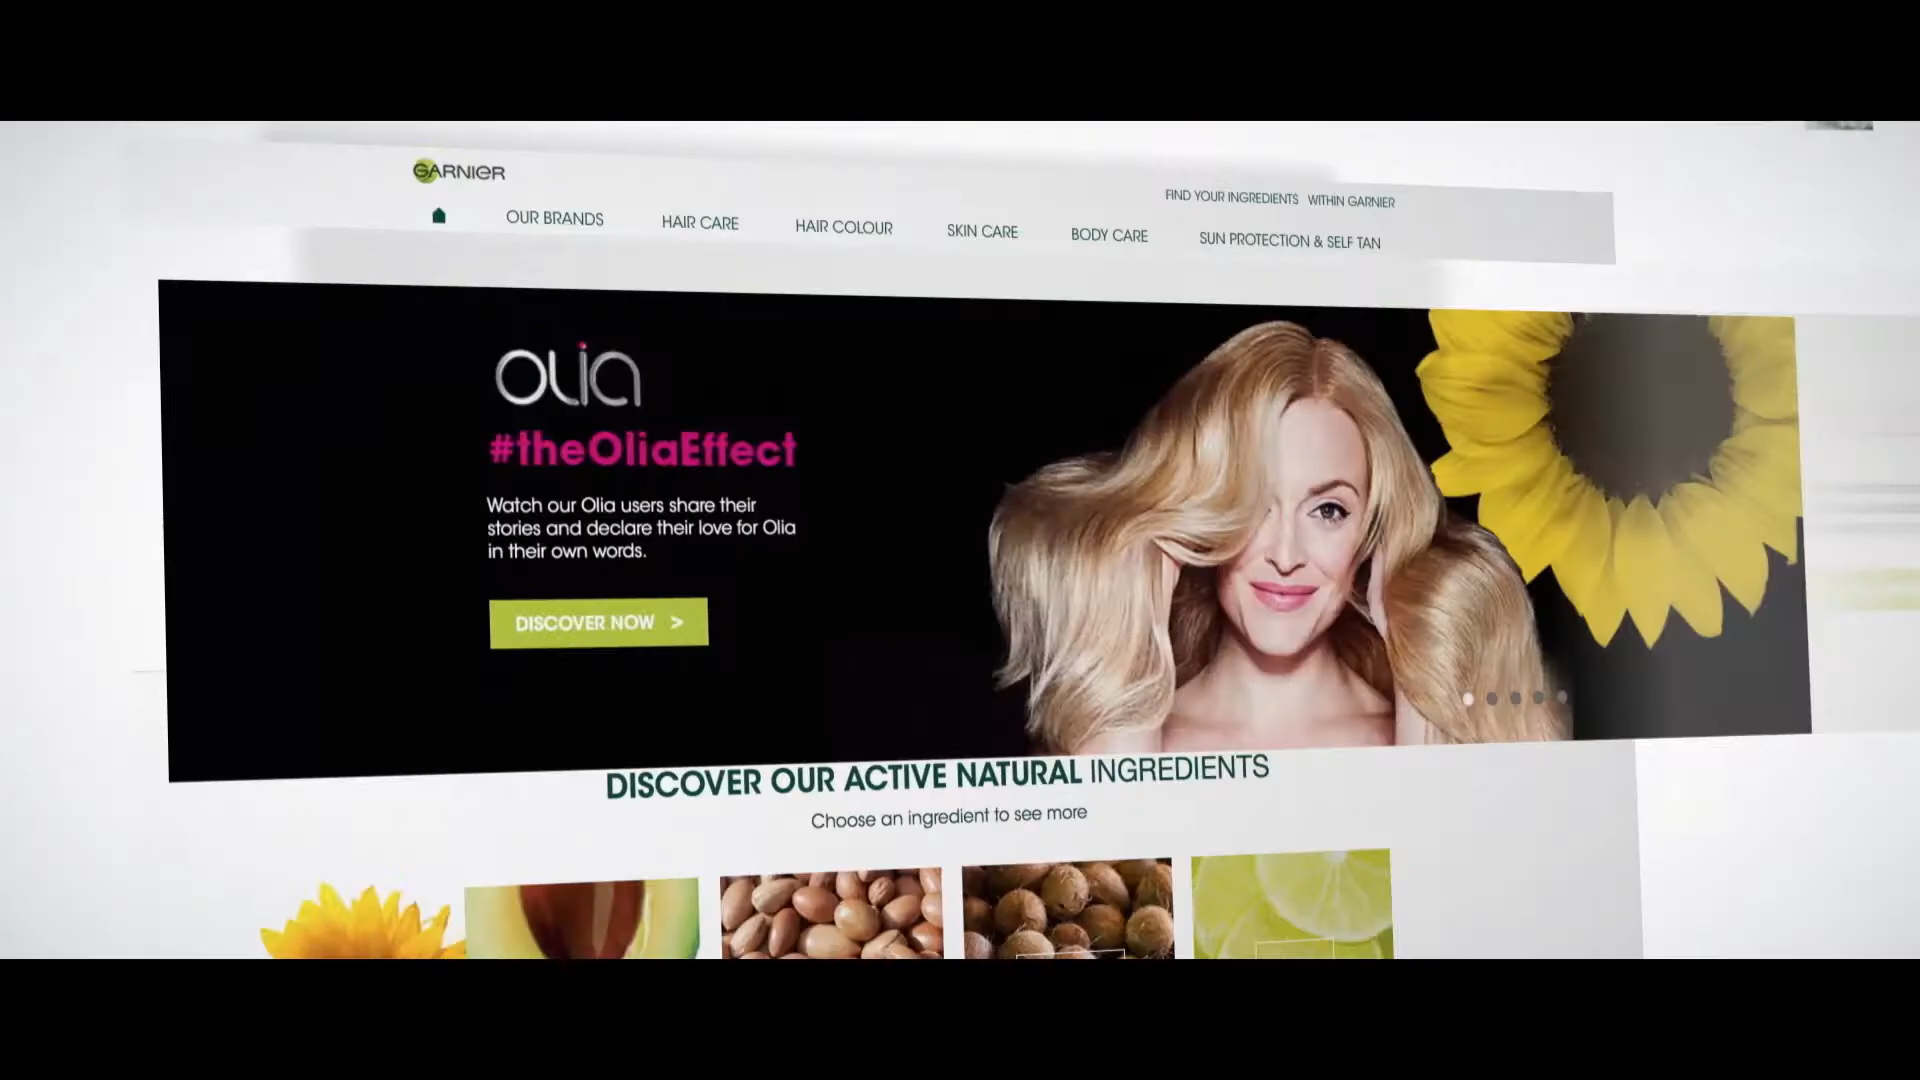 GARNIER
FIND YOUR INGREDIENTS WITHIN GARNIER
OUR BRANDS HAIR CARE HAIR COLOUR SKIN CARE BODY CARE SUN PROTECTION & SELF TAN
OLIA
#theOliaEffect
Watch our Olia users share their
stories and declare their love for Olia
in their own words.
DISCOVER NOW >
DISCOVER OUR ACTIVE NATURAL INGREDIENTS
Choose an ingredient to see more